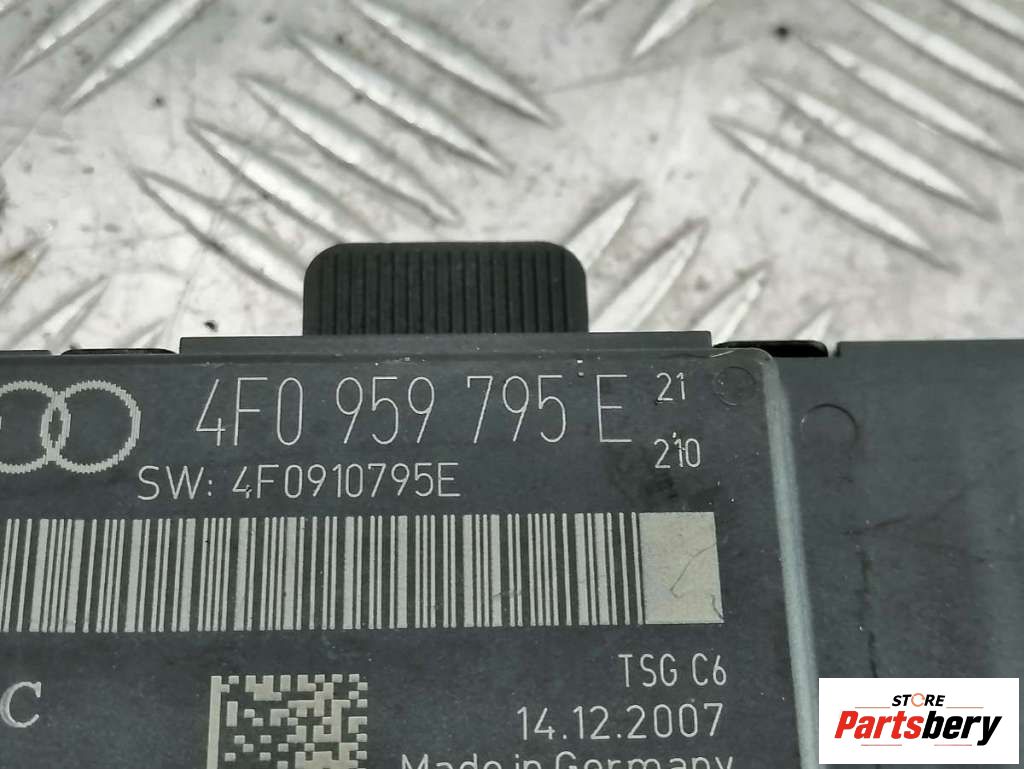 4F0 959 795 E 21
210
SW: 4F0910795E
TSG C6
C
14.12.2007
Made in Germany
STORE
Partsbery